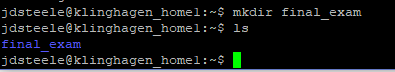 jdsteele@klinghagen_home1:~$ mkdir final_exam
jdsteele@klinghagen_home1:~$ ls
final_exam
jdsteele@klinghagen_home1:~$